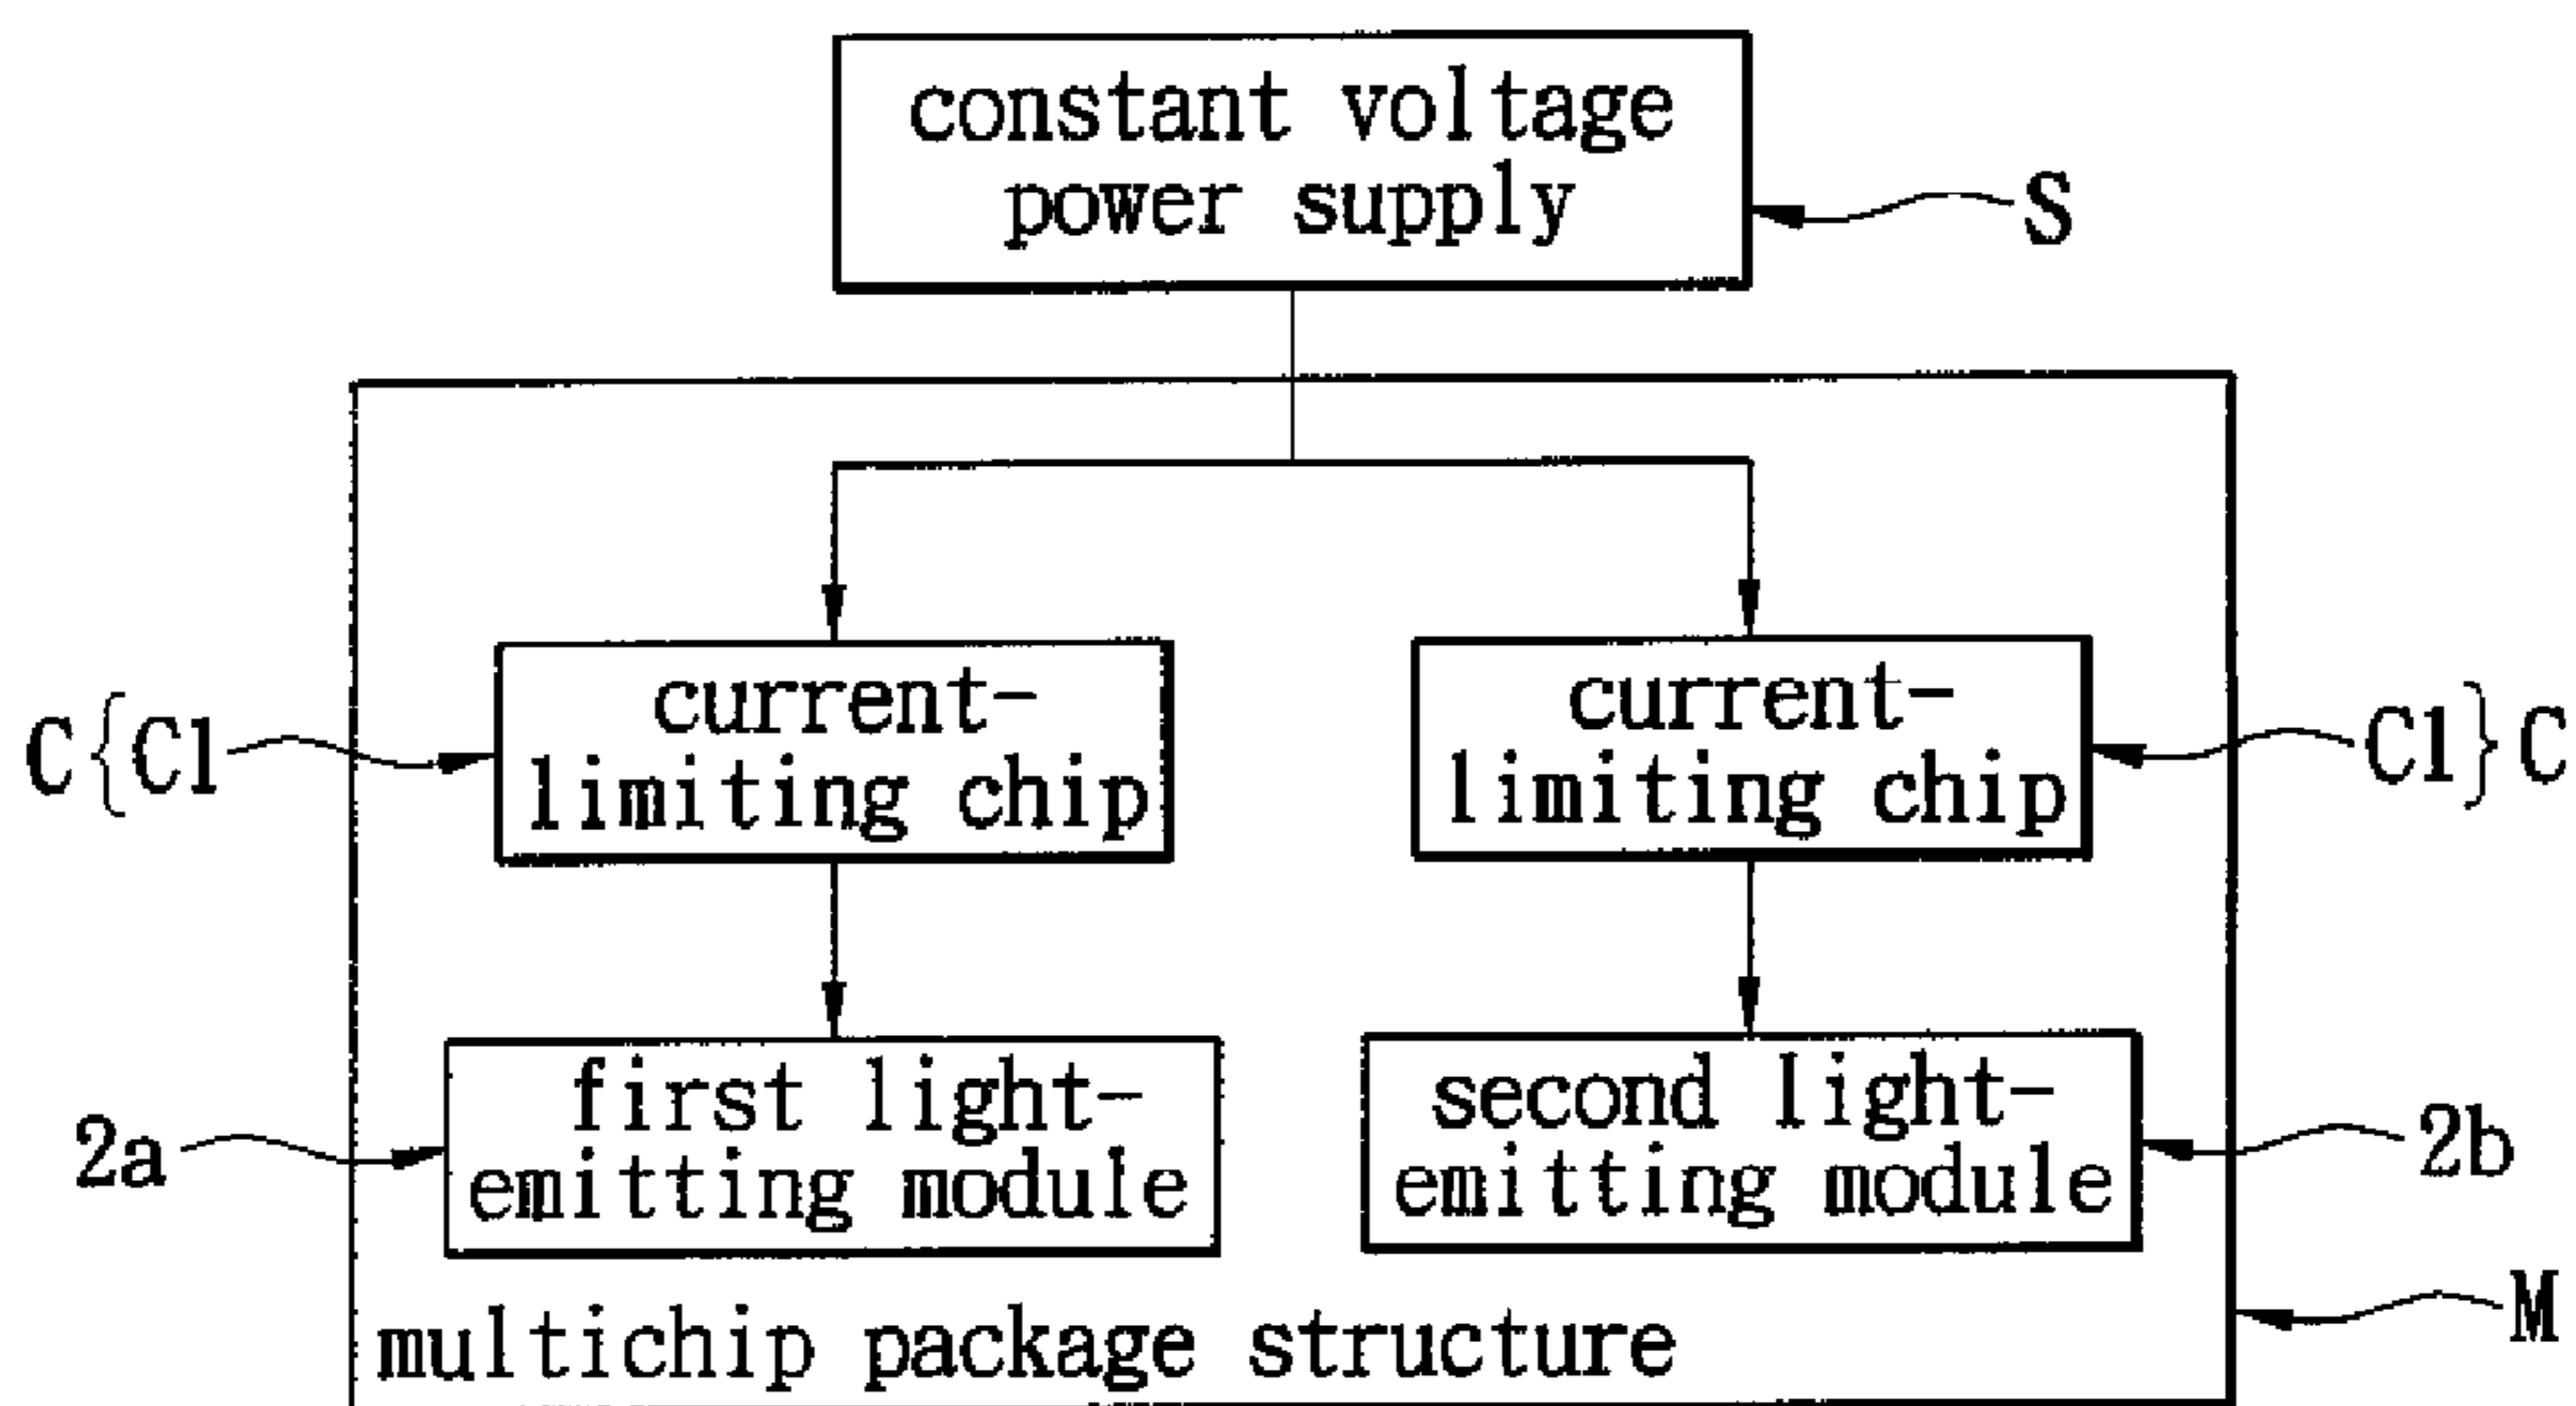 constant voltage
power supply
S
current-
limiting chip
current-
limiting chip
C{C1
C1}C
first light-
emitting module
second light-
emitting module
2a
2b
multichip package structure
M